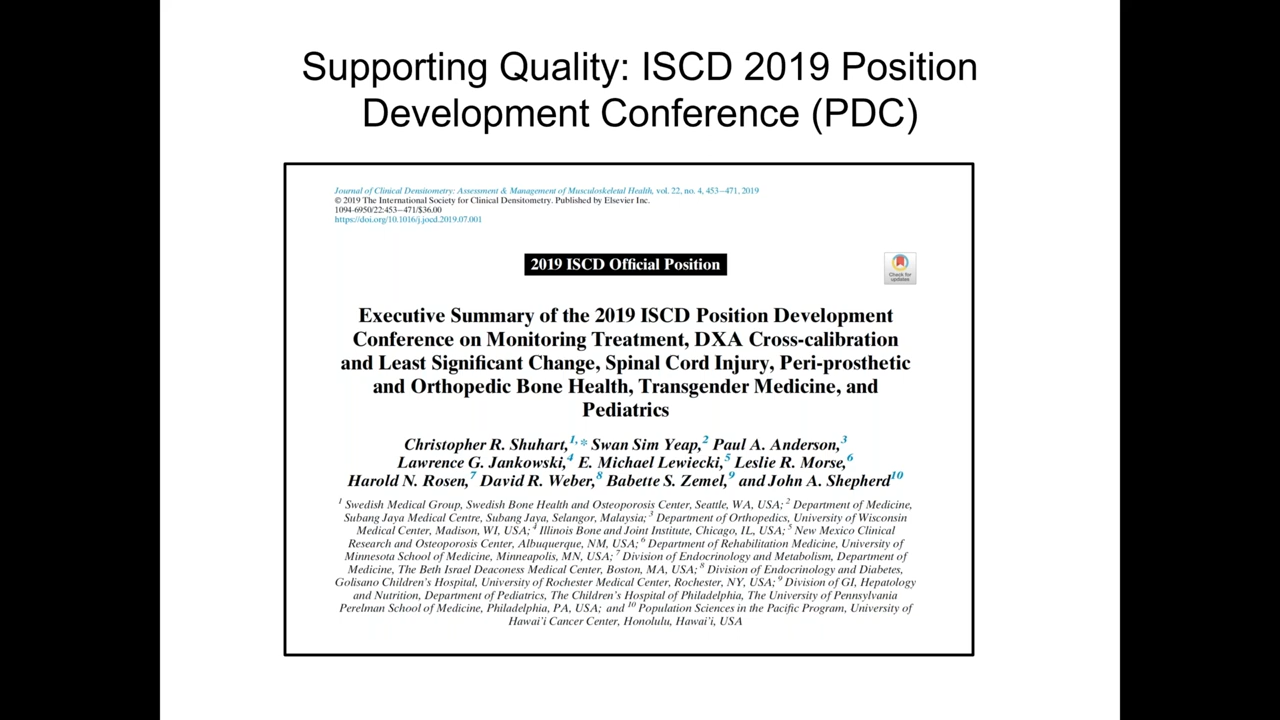 Supporting Quality: ISCD 2019 Position
Development Conference (PDC)
Journal of Clinical Densitometry: Assessment & Management of Musculoskeletal Health, vol. 22, no. 4, 453–471, 2019
© 2019 The International Society for Clinical Densitometry. Published by Elsevier Inc.
1094-6950/22:453–471/$36.00
https://doi.org/10.1016/j.jocd.2019.07.001
2019 ISCD Official Position
Check for
updates
Executive Summary of the 2019 ISCD Position Development
Conference on Monitoring Treatment, DXA Cross-calibration
and Least Significant Change, Spinal Cord Injury, Peri-prosthetic
and Orthopedic Bone Health, Transgender Medicine, and
Pediatrics
Christopher R. Shuhart,1,* Swan Sim Yeap,2 Paul A. Anderson,3
Lawrence G. Jankowski,4 E. Michael Lewiecki,5 Leslie R. Morse,6
Harold N. Rosen,7 David R. Weber,8 Babette S. Zemel,9 and John A. Shepherd10
1 Swedish Medical Group, Swedish Bone Health and Osteoporosis Center, Seattle, WA, USA; 2 Department of Medicine,
Subang Jaya Medical Centre, Subang Jaya, Selangor, Malaysia; 3 Department of Orthopedics, University of Wisconsin
Medical Center, Madison, WI, USA; 4 Illinois Bone and Joint Institute, Chicago, IL, USA; 5 New Mexico Clinical
Research and Osteoporosis Center, Albuquerque, NM, USA; 6 Department of Rehabilitation Medicine, University of
Minnesota School of Medicine, Minneapolis, MN, USA; 7 Division of Endocrinology and Metabolism, Department of
Medicine, The Beth Israel Deaconess Medical Center, Boston, MA, USA; 8 Division of Endocrinology and Diabetes,
Golisano Children's Hospital, University of Rochester Medical Center, Rochester, NY, USA; 9 Division of GI, Hepatology
and Nutrition, Department of Pediatrics, The Children's Hospital of Philadelphia, The University of Pennsylvania
Perelman School of Medicine, Philadelphia, PA, USA; and 10 Population Sciences in the Pacific Program, University of
Hawai'i Cancer Center, Honolulu, Hawai'i, USA